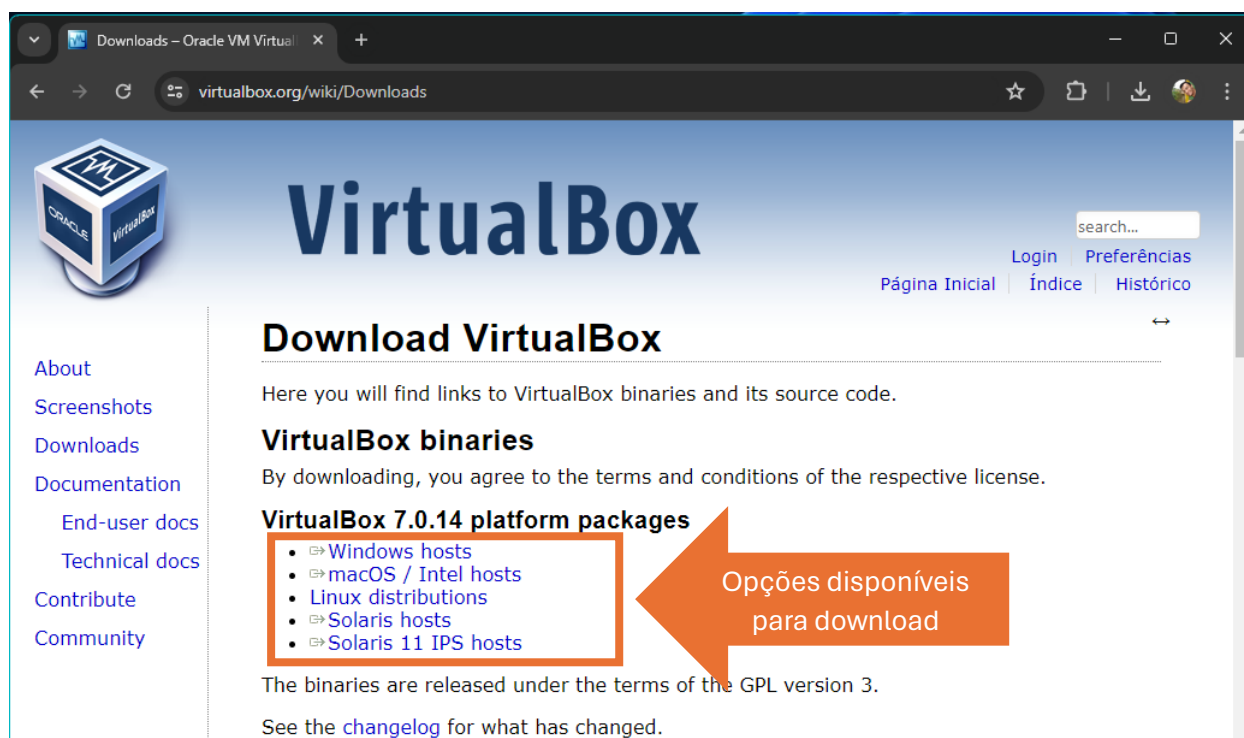 Downloads – Oracle VM Virtual
virtualbox.org/wiki/Downloads
ORACLE
VirtualBox
VirtualBox
search...
Login Preferências
Página Inicial Índice Histórico
Download VirtualBox
About
Screenshots
Downloads
Documentation
End-user docs
Technical docs
Contribute
Community
Here you will find links to VirtualBox binaries and its source code.
VirtualBox binaries
By downloading, you agree to the terms and conditions of the respective license.
VirtualBox 7.0.14 platform packages
Windows hosts
macOS / Intel hosts
Linux distributions
Solaris hosts
Solaris 11 IPS hosts
Opções disponíveis
para download
The binaries are released under the terms of the GPL version 3.
See the changelog for what has changed.